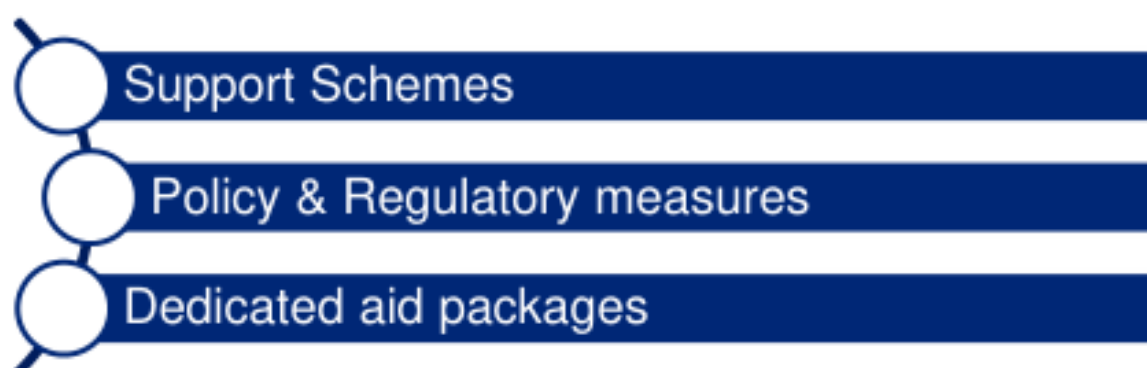 Support Schemes
Policy & Regulatory measures
Dedicated aid packages